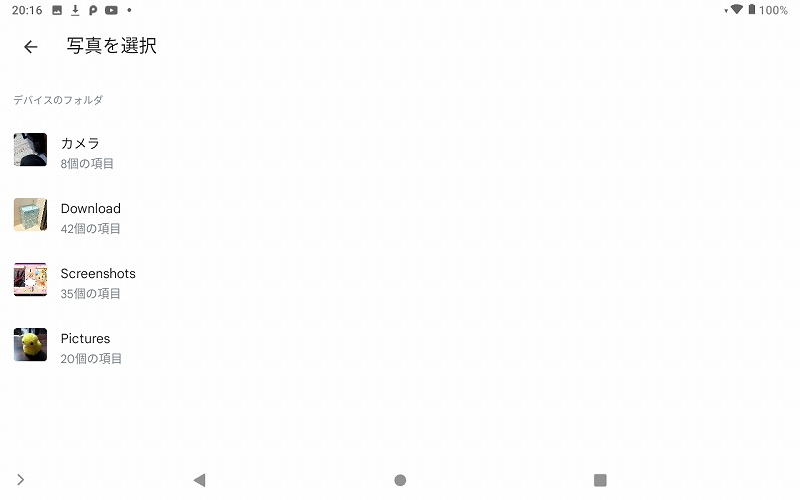 20:16
100%
写真を選択
デバイスのフォルダ
カメラ
8個の項目
Download
42個の項目
Screenshots
35個の項目
Pictures
20個の項目